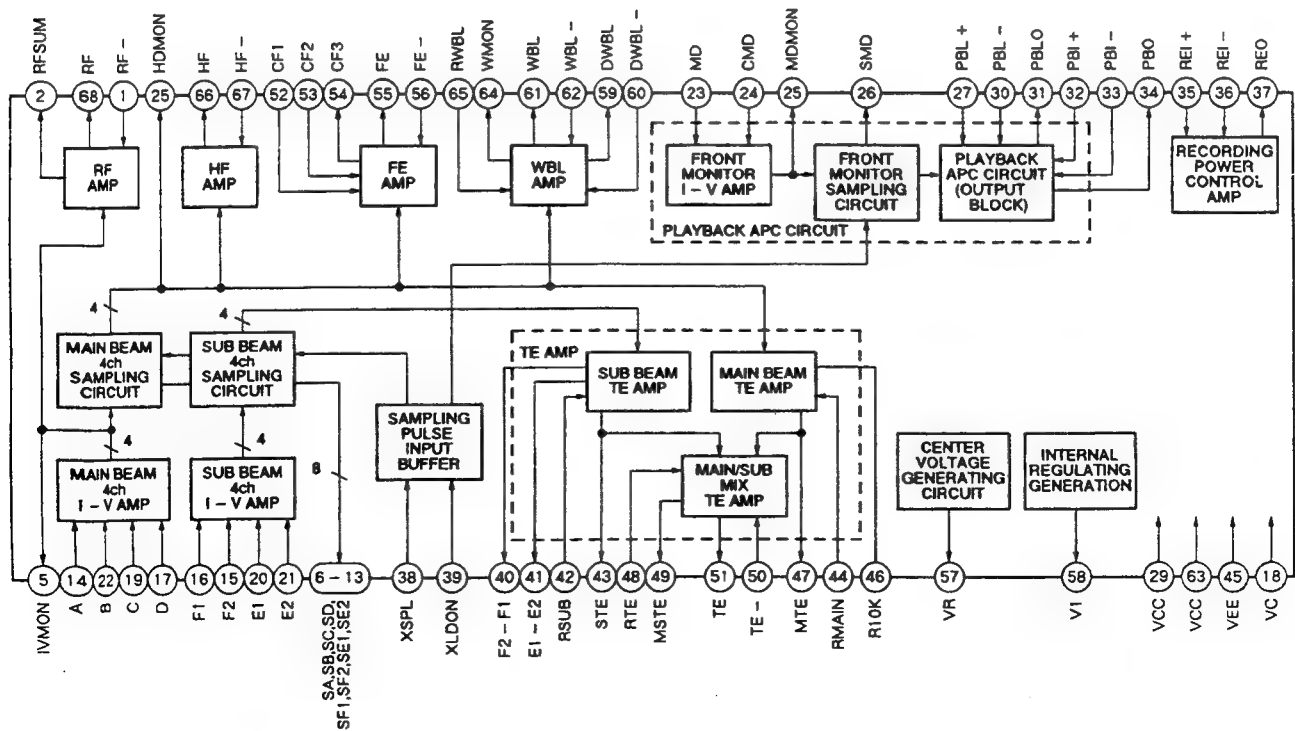 RFSUM RF RF - HDMON HF HF - CF1 CF2 CF3 FE FE - RWBL WMON WBL WBL - DWBL DWBL - MD CMD MDMON SMD PBL + PBL - PBLO PBI + PBI - PBO REI + REI - REO
2 68 1 25 66 67 52 53 54 55 56 65 64 61 62 59 60 23 24 25 26 27 30 31 32 33 34 35 36 37
RF
AMP
HF
AMP
FE
AMP
WBL
AMP
FRONT
MONITOR
I - V AMP
FRONT
MONITOR
SAMPLING
CIRCUIT
PLAYBACK
APC CIRCUIT
(OUTPUT
BLOCK)
RECORDING
POWER
CONTROL
AMP
PLAYBACK APC CIRCUIT
4
4
MAIN BEAM
4ch
SAMPLING
CIRCUIT
SUB BEAM
4ch
SAMPLING
CIRCUIT
TE AMP
SUB BEAM
TE AMP
MAIN BEAM
TE AMP
4
4
8
SAMPLING
PULSE
INPUT
BUFFER
MAIN BEAM
4ch
I - V AMP
SUB BEAM
4ch
I - V AMP
MAIN/SUB
MIX
TE AMP
CENTER
VOLTAGE
GENERATING
CIRCUIT
INTERNAL
REGULATING
GENERATION
5 14 22 19 17 16 15 20 21 6 - 13 38 39 40 41 42 43 48 49 51 50 47 44 46 57 58 29 63 45 18
IVMON A B C D F1 F2 E1 E2
SA,SB,SC,SD,
SF1,SF2,SE1,SE2
XSPL XLDON F2 - F1 E1 - E2 RSUB STE RTE MSTE TE TE - MTE RMAIN R10K VR V1 VCC VCC VEE VC